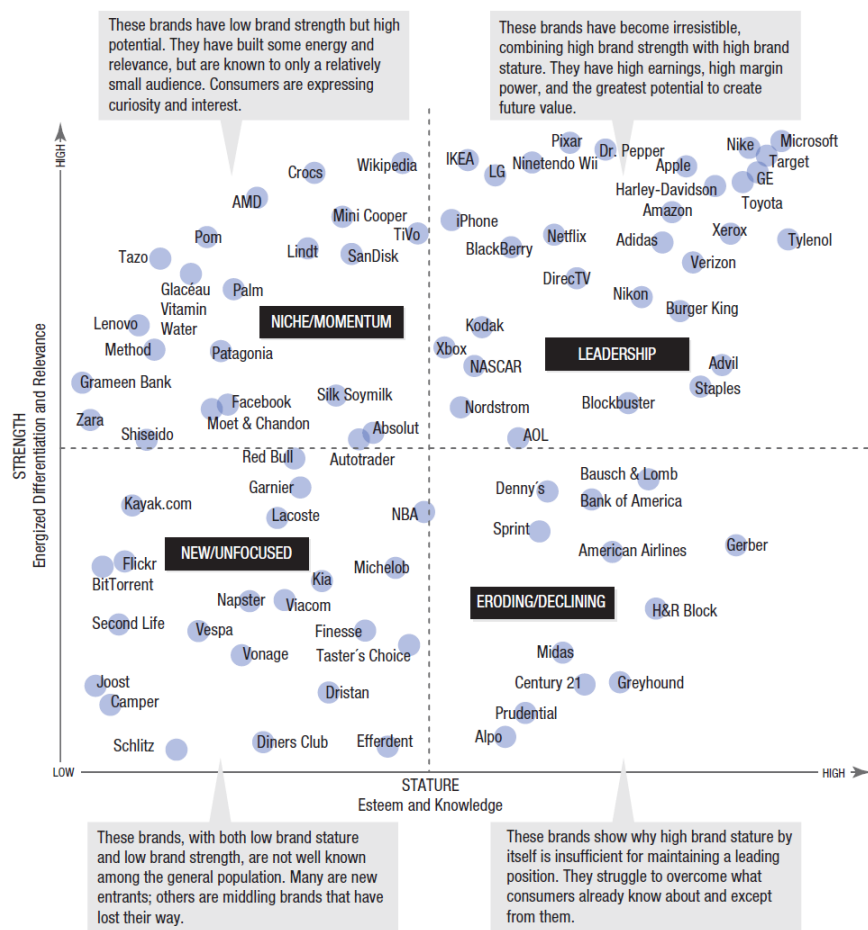 These brands have low brand strength but high
potential. They have built some energy and
relevance, but are known to only a relatively
small audience. Consumers are expressing
curiosity and interest.
These brands have become irresistible,
combining high brand strength with high brand
stature. They have high earnings, high margin
power, and the greatest potential to create
future value.
HIGH
STRENGTH
Energized Differentiation and Relevance
Crocs
Wikipedia
AMD
Mini Cooper
Pom
TiVo
Lindt
SanDisk
Tazo
Glacéau
Vitamin
Water
Palm
NICHE/MOMENTUM
Lenovo
Method
Patagonia
Grameen Bank
Facebook
Moet & Chandon
Silk Soymilk
Zara
Shiseido
Absolut
Autotrader
IKEA
LG
Pixar
Ninetendo Wii
Dr. Pepper
Apple
Nike
Microsoft
Target
GE
Toyota
Harley-Davidson
Amazon
iPhone
BlackBerry
Netflix
Adidas
Xerox
Tylenol
Verizon
DirecTV
Nikon
Burger King
Kodak
Xbox
NASCAR
LEADERSHIP
Advil
Staples
Nordstrom
Blockbuster
AOL
Red Bull
Garnier
Kayak.com
Lacoste
NBA
NEW/UNFOCUSED
Flickr
BitTorrent
Kia
Michelob
Napster
Viacom
Second Life
Vespa
Finesse
Vonage
Taster´s Choice
Joost
Camper
Dristan
Schlitz
Diners Club
Efferdent
Denny´s
Bausch & Lomb
Bank of America
Sprint
American Airlines
Gerber
ERODING/DECLINING
H&R Block
Midas
Century 21
Greyhound
Prudential
Alpo
LOW
STATURE
Esteem and Knowledge
HIGH
These brands, with both low brand stature
and low brand strength, are not well known
among the general population. Many are new
entrants; others are middling brands that have
lost their way.
These brands show why high brand stature by
itself is insufficient for maintaining a leading
position. They struggle to overcome what
consumers already know about and except
from them.